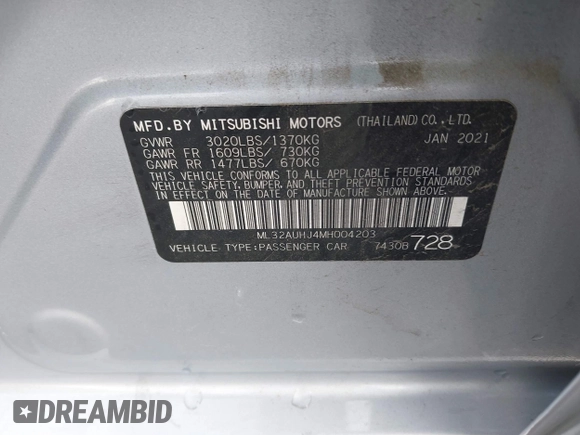 MFD.BY MITSUBISHI MOTORS (THAILAND)CO.,LTD.
GVWR 3020LBS/1370KG JAN 2021
GAWR FR 1609LBS/ 730KG
GAWR RR 1477LBS/ 670KG
THIS VEHICLE CONFORMS TO ALL APPLICABLE FEDERAL MOTOR
VEHICLE SAFETY, BUMPER, AND THEFT PREVENTION STANDARDS
IN EFFECT ON THE DATE OF MANUFACTURE SHOWN ABOVE.
ML32AUHJ4MH004203
VEHICLE TYPE:PASSENGER CAR 7430B 728
DREAMBID